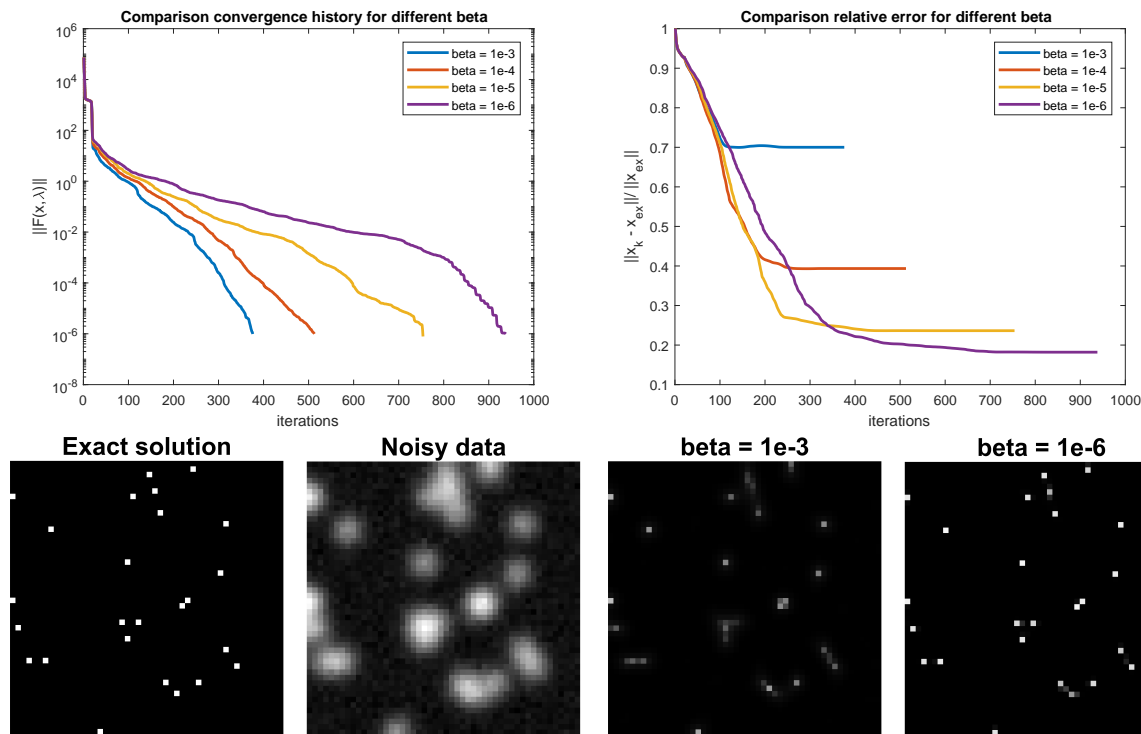 Comparison convergence history for different beta
10^6
10^4
10^2
10^0
10^-2
10^-4
10^-6
10^-8
||F(x,λ)||
0 100 200 300 400 500 600 700 800 900 1000
iterations
beta = 1e-3
beta = 1e-4
beta = 1e-5
beta = 1e-6
Comparison relative error for different beta
1
0.9
0.8
0.7
0.6
0.5
0.4
0.3
0.2
0.1
||x_k - x_ex||/ ||x_ex||
0 100 200 300 400 500 600 700 800 900 1000
iterations
beta = 1e-3
beta = 1e-4
beta = 1e-5
beta = 1e-6
Exact solution
Noisy data
beta = 1e-3
beta = 1e-6